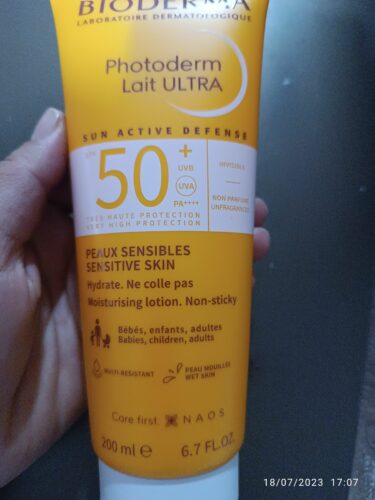 BIODERMA
LABORATOIRE DERMATOLOGIQUE
Photoderm
Lait ULTRA
SUN ACTIVE DEFENSE
SPF 50+
UVB
UVA
PA++++
INVISIBLE
NON PARFUMÉ
UNFRAGRANCED
TRÈS HAUTE PROTECTION
VERY HIGH PROTECTION
PEAUX SENSIBLES
SENSITIVE SKIN
Hydrate. Ne colle pas
Moisturising lotion. Non-sticky
Bébés, enfants, adultes
Babies, children, adults
MULTI-RESISTANT
PEAU MOUILLÉE
WET SKIN
Care first NAOS
200 ml e 6.7 FL.OZ.
18/07/2023 17:07